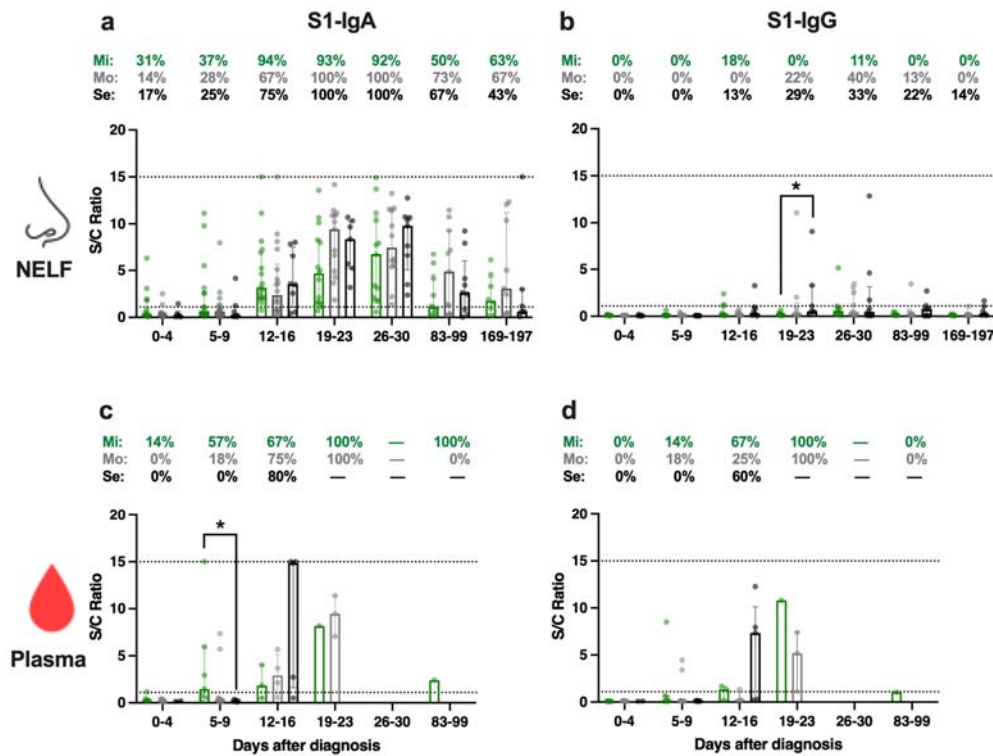 a S1-IgA
Mi: 31% 37% 94% 93% 92% 50% 63%
Mo: 14% 28% 67% 100% 100% 73% 67%
Se: 17% 25% 75% 100% 100% 67% 43%
20
15
10
5
0
S/C Ratio
NELF
0-4 5-9 12-16 19-23 26-30 83-99 169-197
b S1-IgG
0% 0% 18% 0% 11% 0% 0%
0% 0% 0% 22% 40% 13% 0%
0% 0% 13% 29% 33% 22% 14%
20
15
10
5
0
S/C Ratio
*
0-4 5-9 12-16 19-23 26-30 83-99 169-197
c
Mi: 14% 57% 67% 100% — 100%
Mo: 0% 18% 75% 100% — 0%
Se: 0% 0% 80% — — —
20
15
10
5
0
S/C Ratio
*
Plasma
0-4 5-9 12-16 19-23 26-30 83-99
Days after diagnosis
d
Mi: 0% 14% 67% 100% — 0%
Mo: 0% 18% 25% 100% — 0%
Se: 0% 0% 60% — — —
20
15
10
5
0
S/C Ratio
0-4 5-9 12-16 19-23 26-30 83-99
Days after diagnosis